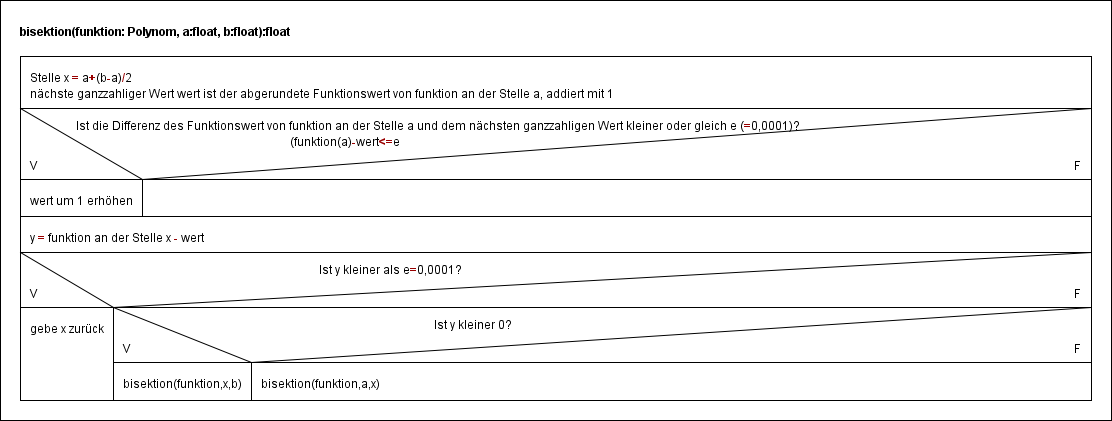 bisektion(funktion: Polynom, a:float, b:float):float
Stelle x = a+(b-a)/2
nächste ganzzahliger Wert wert ist der abgerundete Funktionswert von funktion an der Stelle a, addiert mit 1
Ist die Differenz des Funktionswert von funktion an der Stelle a und dem nächsten ganzzahligen Wert kleiner oder gleich e (=0,0001)?
(funktion(a)-wert<=e
V
F
wert um 1 erhöhen
y = funktion an der Stelle x - wert
Ist y kleiner als e=0,0001?
V
F
gebe x zurück
Ist y kleiner 0?
V
F
bisektion(funktion,x,b)
bisektion(funktion,a,x)